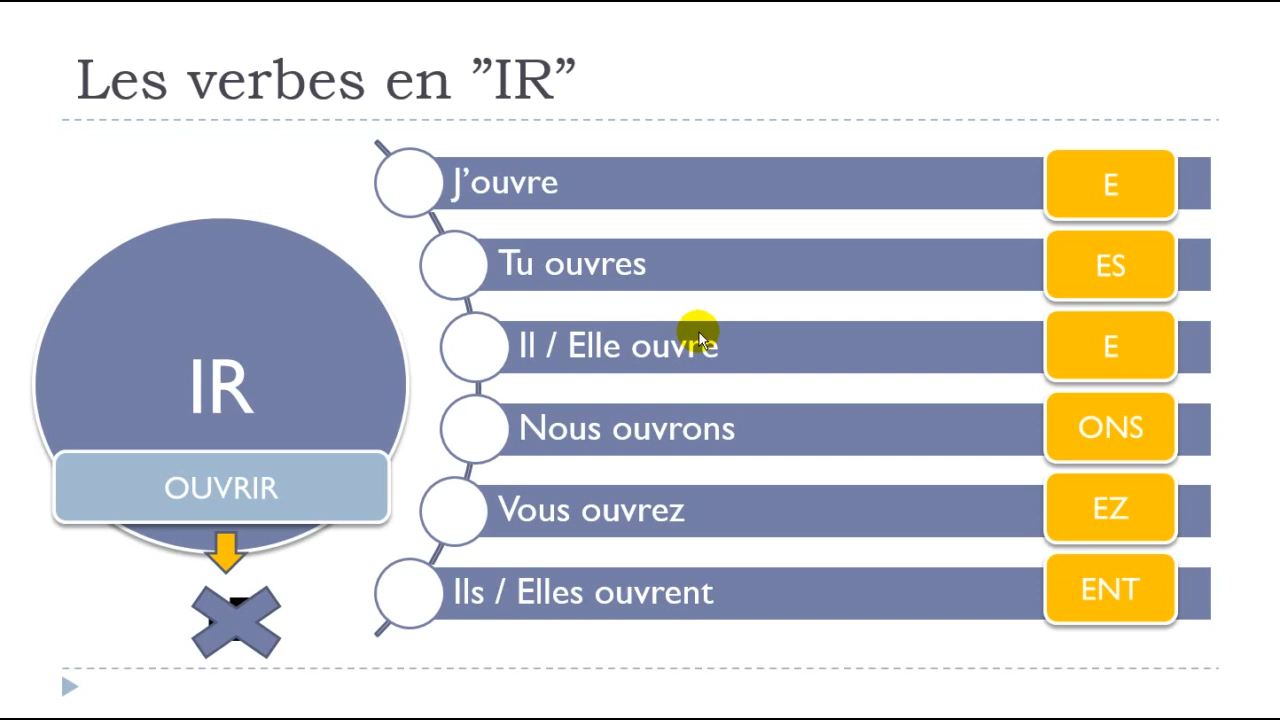 Les verbes en ”IR”
J’ouvre
E
Tu ouvres
ES
Il / Elle ouvre
E
IR
Nous ouvrons
ONS
OUVRIR
Vous ouvrez
EZ
Ils / Elles ouvrent
ENT